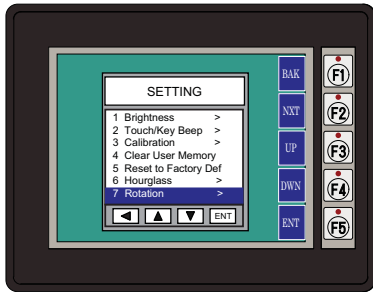 SETTING
1 Brightness >
2 Touch/Key Beep >
3 Calibration >
4 Clear User Memory
5 Reset to Factory Def
6 Hourglass >
7 Rotation >
ENT
BAK
NXT
UP
DWN
ENT
F1
F2
F3
F4
F5